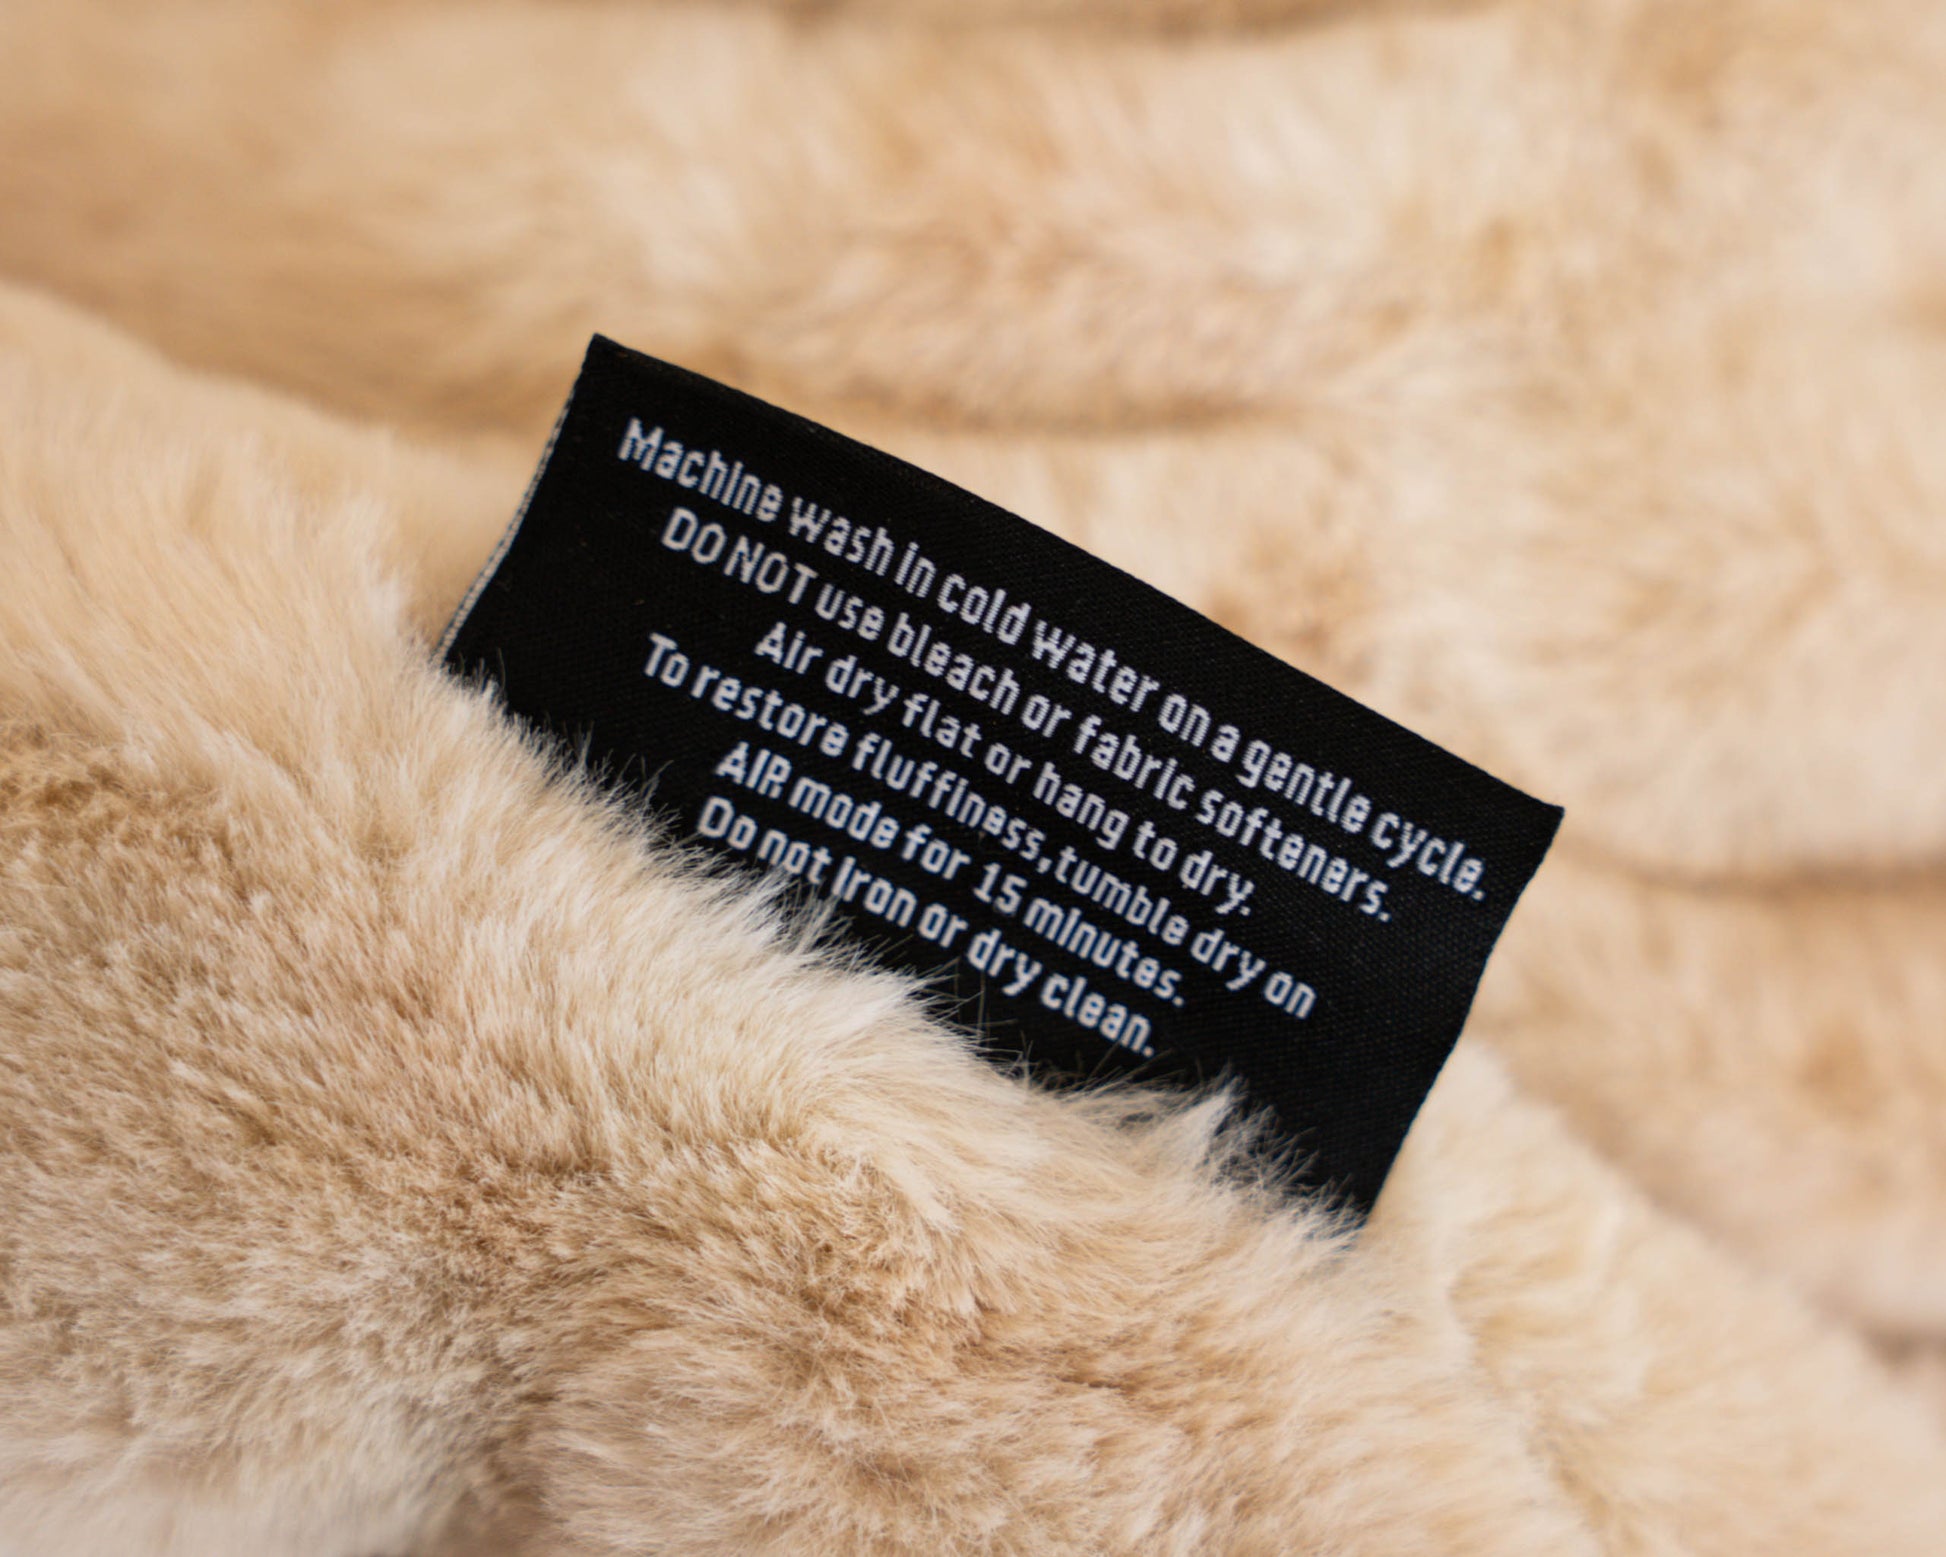 Machine wash in cold water on a gentle cycle.
DO NOT use bleach or fabric softeners.
Air dry flat or hang to dry.
To restore fluffiness, tumble dry on
AIR mode for 15 minutes.
Do not Iron or dry clean.